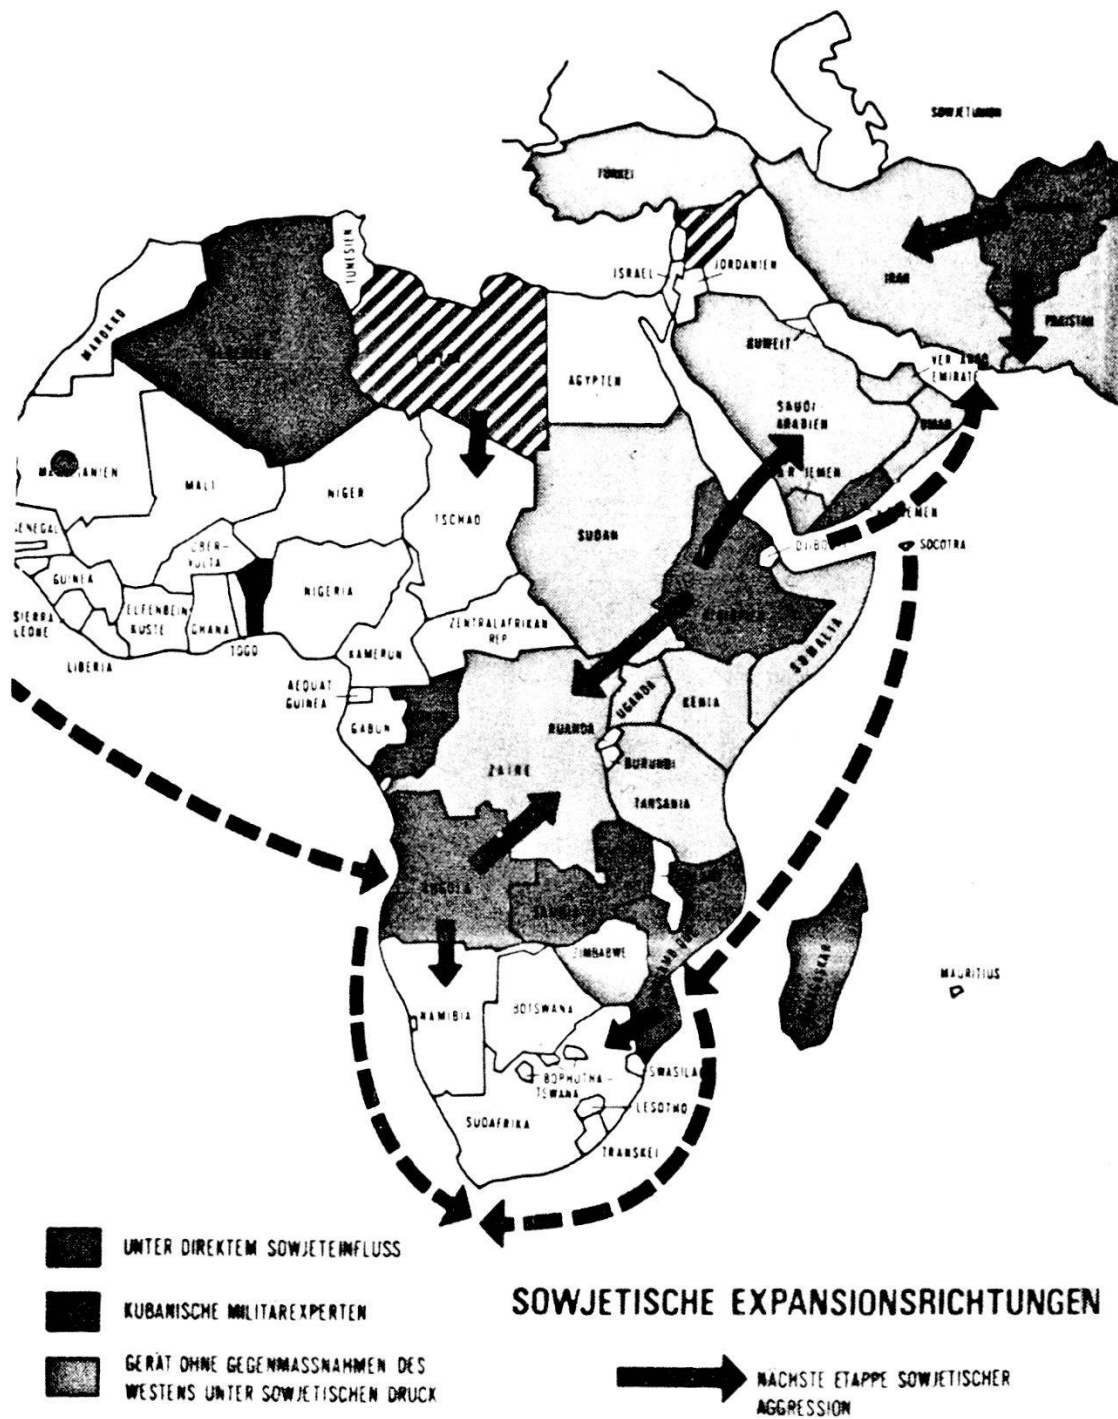 SOWJETUNION
TÜRKEI
TUNESIEN
ISRAEL
JORDANIEN
IRAN
MAROKKO
KUWEIT
PAKISTAN
ÄGYPTEN
EMIRATE
SAUDI
ARABIEN
OMAN
JEMEN
MALI
NIGER
TSCHAD
SUDAN
SOCOTRA
SENEGAL
OBER-
VOLTA
GUINEA
NIGERIA
SIERRA
LEONE
ELFENBEIN
KÜSTE
GHANA
ZENTRALAFRIKAN
REP.
TOGO
LIBERIA
KAMERUN
SOMALIA
AEQUAT
GUINEA
UGANDA
KENIA
GABUN
RUANDA
ZAIRE
BURUNDI
TANSANIA
ANGOLA
ZIMBABWE
MAURITIUS
NAMIBIA
BOTSWANA
BOPHUTHA-
TSWANA
SWASILA
LESOTHO
SÜDAFRIKA
TRANSKEI
UNTER DIREKTEM SOWJETEINFLUSS
KUBANISCHE MILITÄREXPERTEN
GERÄT OHNE GEGENMASSNAHMEN DES
WESTENS UNTER SOWJETISCHEN DRUCK
SOWJETISCHE EXPANSIONSRICHTUNGEN
NÄCHSTE ETAPPE SOWJETISCHER
AGGRESSION